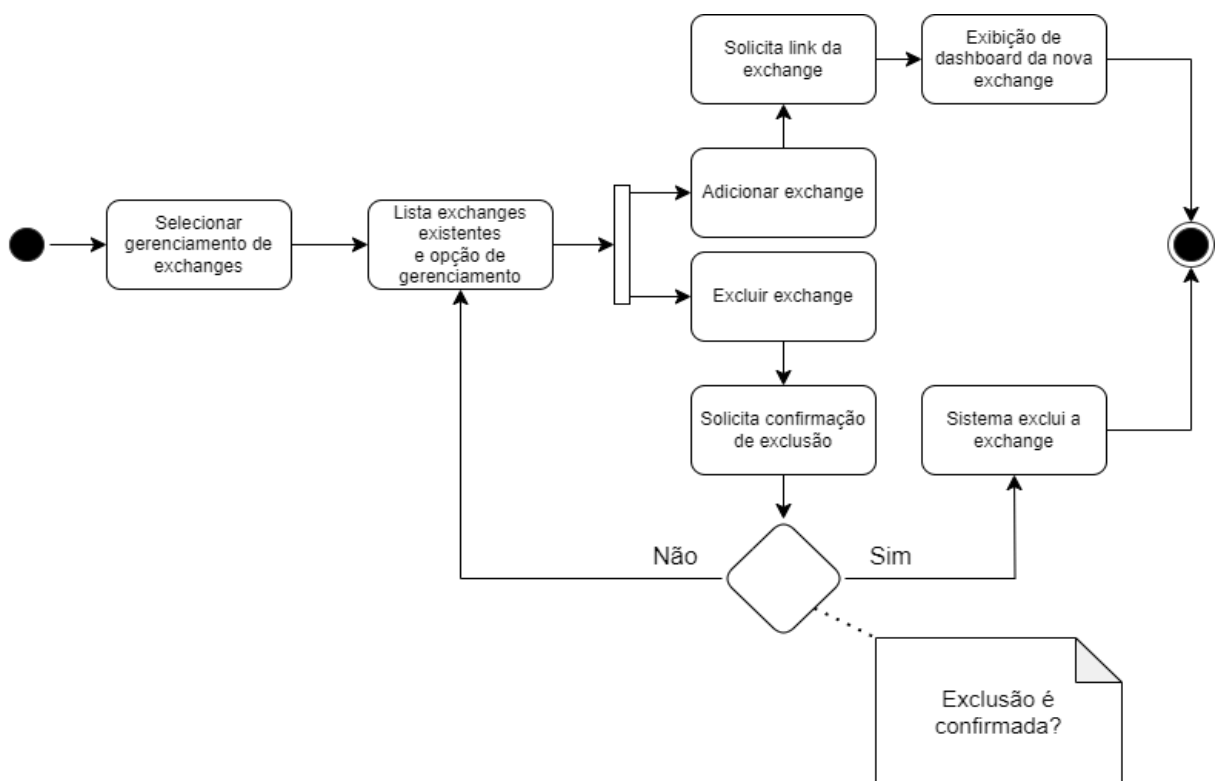 Solicita link da
exchange
Exibição de
dashboard da nova
exchange
Adicionar exchange
Selecionar
gerenciamento de
exchanges
Lista exchanges
existentes
e opção de
gerenciamento
Excluir exchange
Solicita confirmação
de exclusão
Sistema exclui a
exchange
Não
Sim
Exclusão é
confirmada?